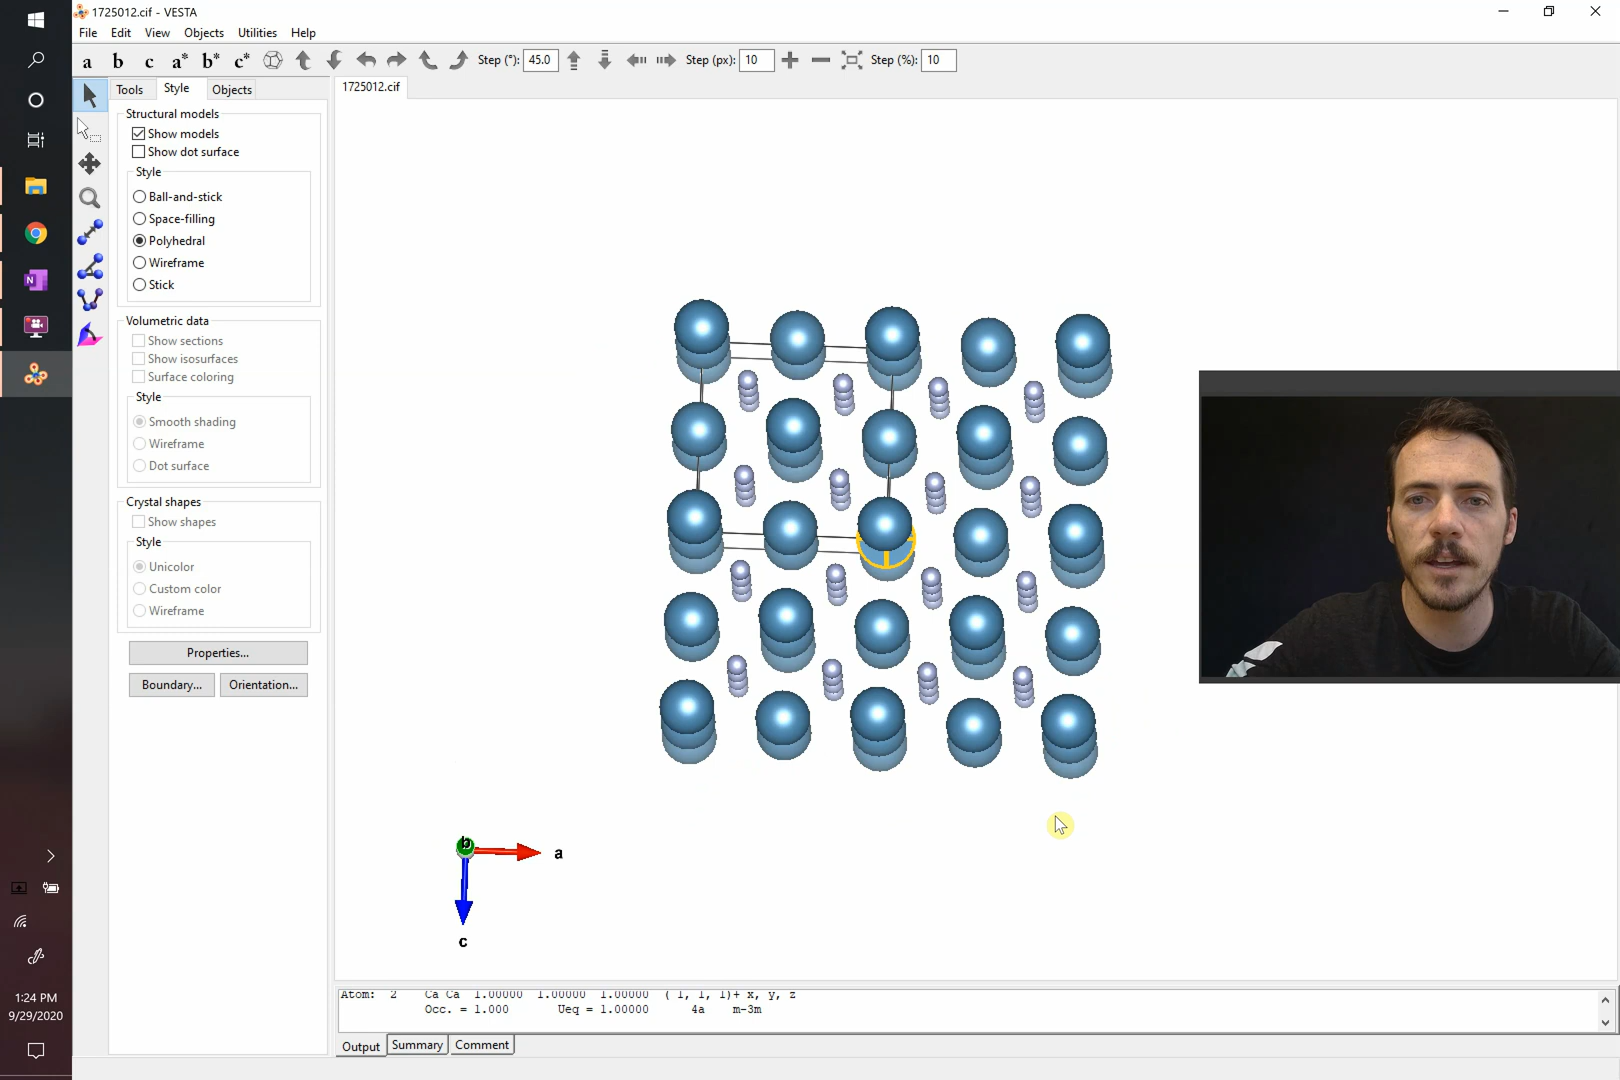 1725012.cif - VESTA
File Edit View Objects Utilities Help
a b c a* b* c* Step (°): 45.0 Step (px): 10 Step (%): 10
Tools Style Objects
1725012.cif
Structural models
Show models
Show dot surface
Style
Ball-and-stick
Space-filling
Polyhedral
Wireframe
Stick
Volumetric data
Show sections
Show isosurfaces
Surface coloring
Style
Smooth shading
Wireframe
Dot surface
Crystal shapes
Show shapes
Style
Unicolor
Custom color
Wireframe
Properties...
Boundary... Orientation...
b
a
c
Atom: 2 Ca Ca 1.00000 1.00000 1.00000 ( 1, 1, 1)+ x, y, z
Occ. = 1.000 Ueq = 1.00000 4a m-3m
Output Summary Comment
N
1:24 PM
9/29/2020